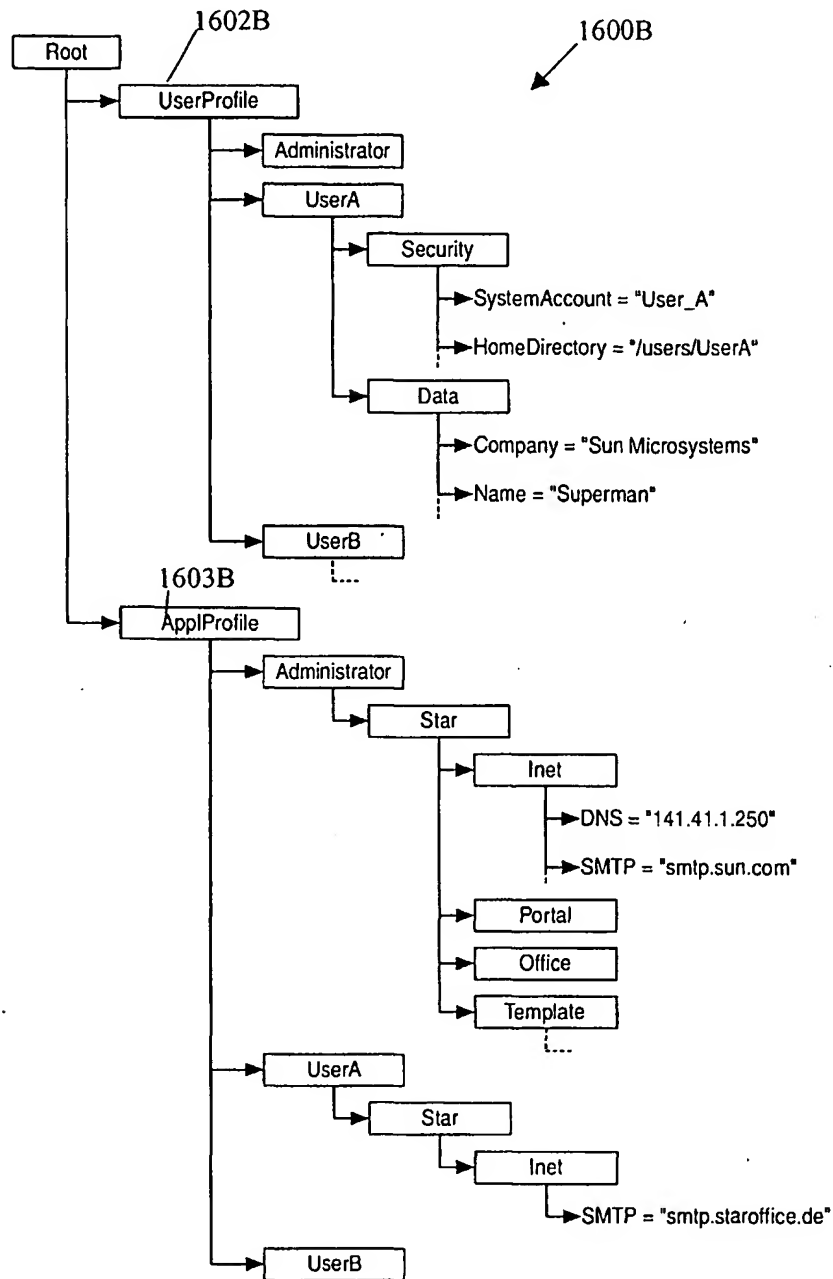 1602B
1600B
Root
UserProfile
Administrator
UserA
Security
SystemAccount = "User_A"
HomeDirectory = "/users/UserA"
Data
Company = "Sun Microsystems"
Name = "Superman"
UserB
1603B
ApplProfile
Administrator
Star
Inet
DNS = "141.41.1.250"
SMTP = "smtp.sun.com"
Portal
Office
Template
UserA
Star
Inet
SMTP = "smtp.staroffice.de"
UserB